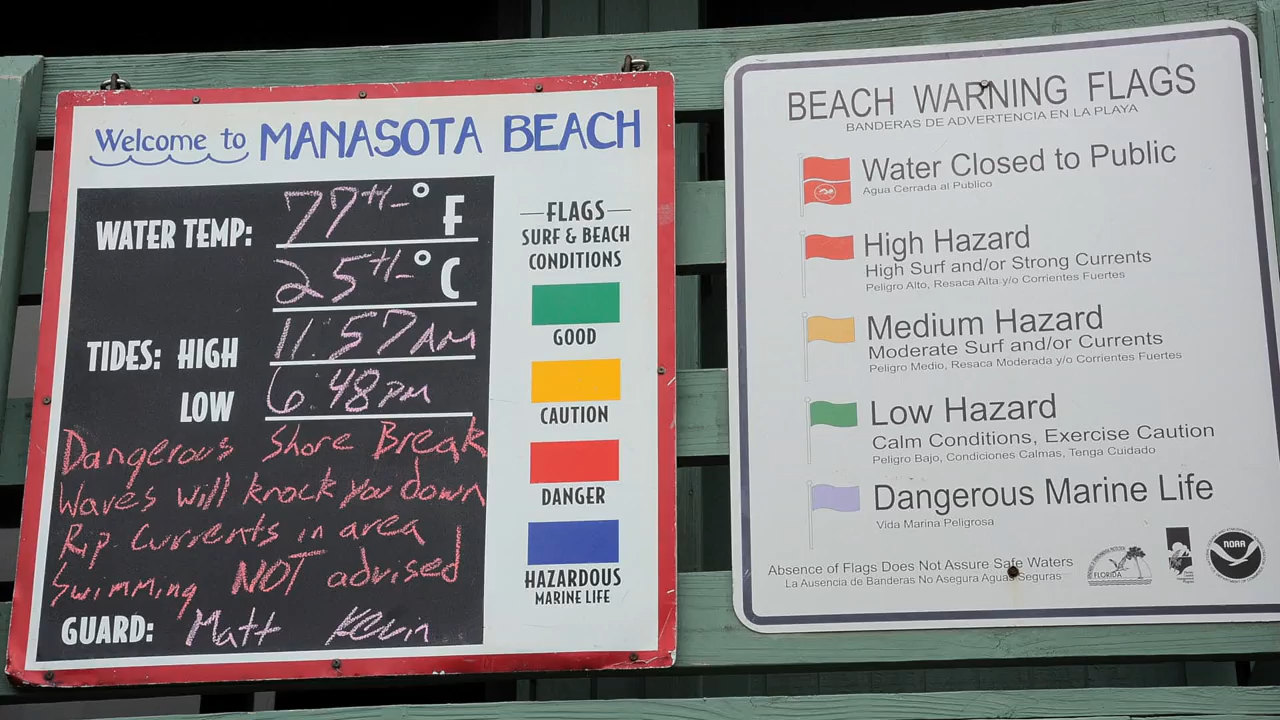 Welcome to MANASOTA BEACH
WATER TEMP: 77+/-° F
25+/-° C
TIDES: HIGH 11:57 AM
LOW 6:48 PM
Dangerous Shore Break
Waves will knock you down
Rip Currents in area
Swimming NOT advised
GUARD: Matt Kevin
FLAGS
SURF & BEACH
CONDITIONS
GOOD
CAUTION
DANGER
HAZARDOUS
MARINE LIFE
BEACH WARNING FLAGS
BANDERAS DE ADVERTENCIA EN LA PLAYA
Water Closed to Public
Agua Cerrada al Publico
High Hazard
High Surf and/or Strong Currents
Peligro Alto, Resaca Alta y/o Corrientes Fuertes
Medium Hazard
Moderate Surf and/or Currents
Peligro Medio, Resaca Moderada y/o Corrientes Fuertes
Low Hazard
Calm Conditions, Exercise Caution
Peligro Bajo, Condiciones Calmas, Tenga Cuidado
Dangerous Marine Life
Vida Marina Peligrosa
Absence of Flags Does Not Assure Safe Waters
La Ausencia de Banderas No Asegura Aguas Seguras
FLORIDA
NOAA